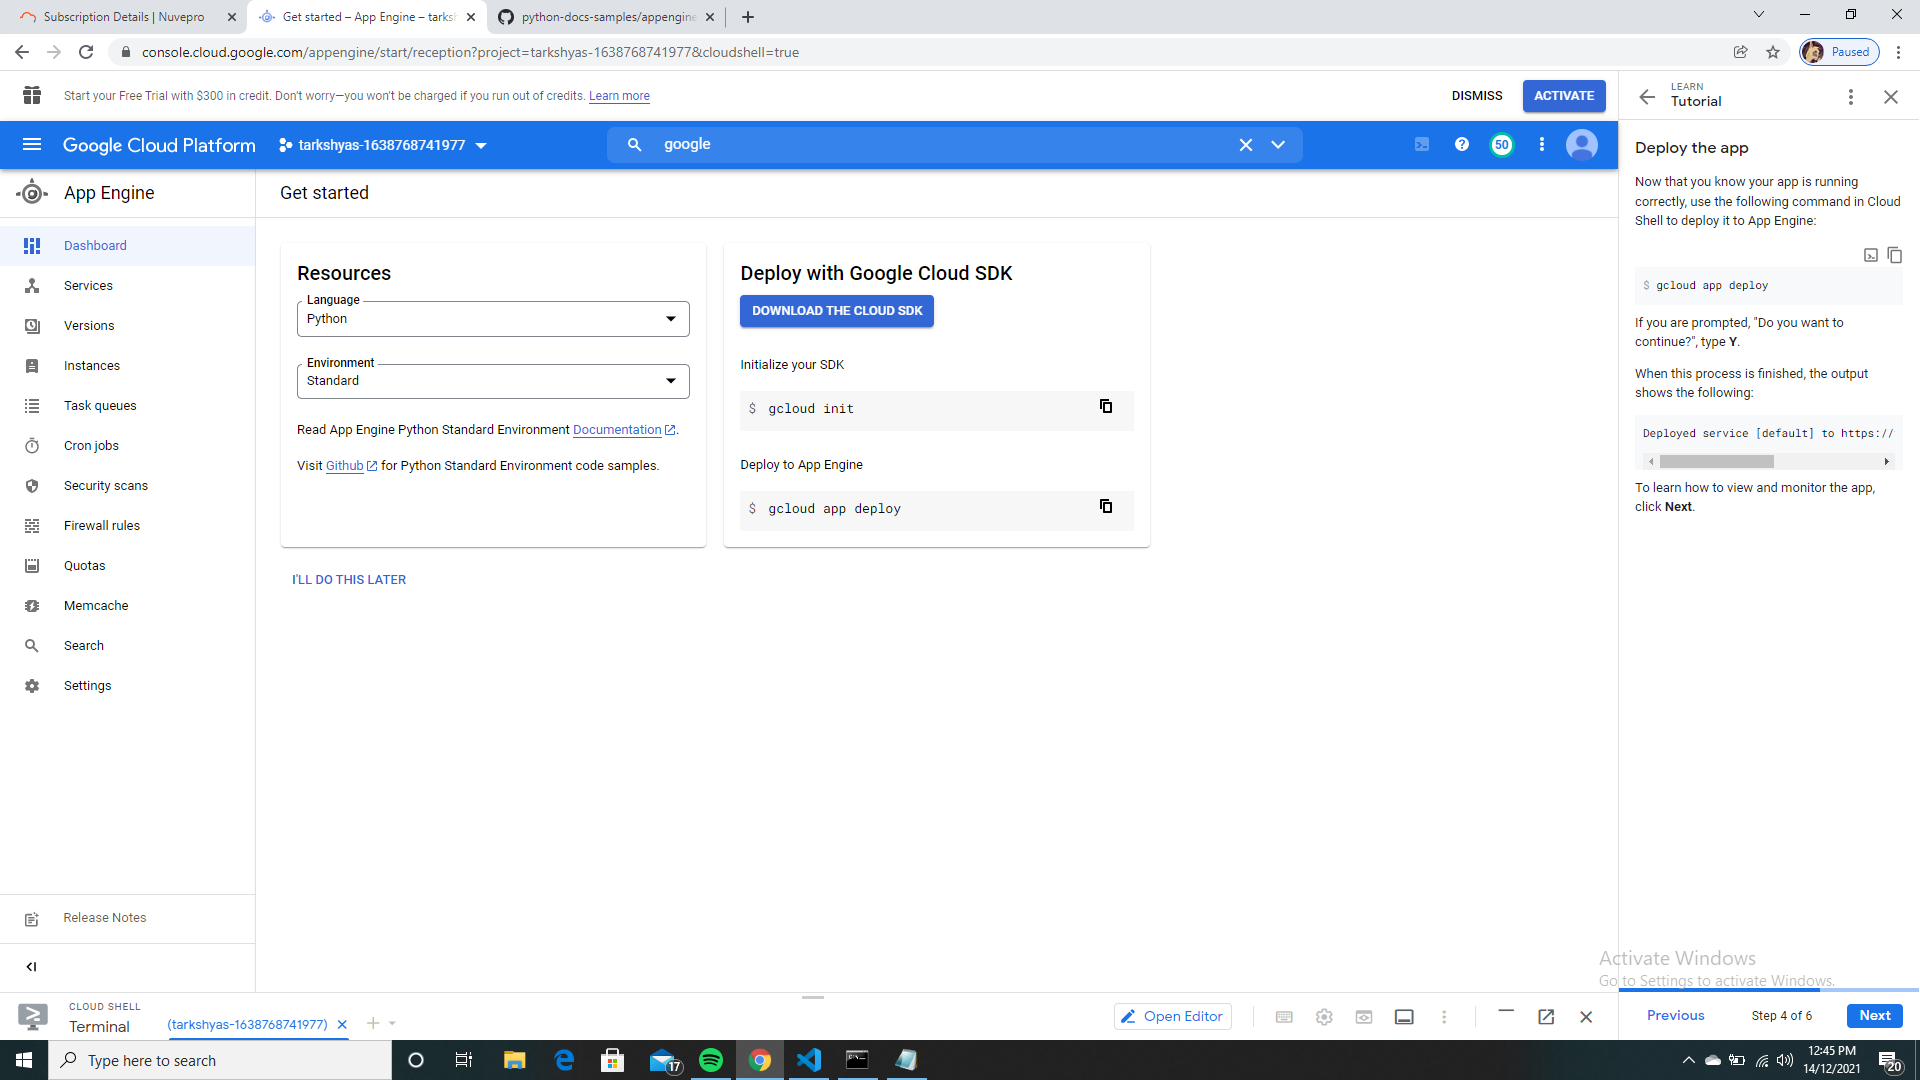 Subscription Details | Nuvepro
Get started – App Engine – tarksh
python-docs-samples/appengine
console.cloud.google.com/appengine/start/reception?project=tarkshyas-1638768741977&cloudshell=true
Paused
Start your Free Trial with $300 in credit. Don't worry—you won't be charged if you run out of credits. Learn more
DISMISS
ACTIVATE
Google Cloud Platform
tarkshyas-1638768741977
google
50
App Engine
Dashboard
Services
Versions
Instances
Task queues
Cron jobs
Security scans
Firewall rules
Quotas
Memcache
Search
Settings
Release Notes
Get started
Resources
Language
Python
Environment
Standard
Read App Engine Python Standard Environment Documentation.
Visit Github for Python Standard Environment code samples.
Deploy with Google Cloud SDK
DOWNLOAD THE CLOUD SDK
Initialize your SDK
$ gcloud init
Deploy to App Engine
$ gcloud app deploy
I'LL DO THIS LATER
LEARN
Tutorial
Deploy the app
Now that you know your app is running
correctly, use the following command in Cloud
Shell to deploy it to App Engine:
$ gcloud app deploy
If you are prompted, "Do you want to
continue?", type Y.
When this process is finished, the output
shows the following:
Deployed service [default] to https://
To learn how to view and monitor the app,
click Next.
Activate Windows
Go to Settings to activate Windows.
Previous
Step 4 of 6
Next
CLOUD SHELL
Terminal
(tarkshyas-1638768741977)
Open Editor
Type here to search
17
12:45 PM
14/12/2021
20